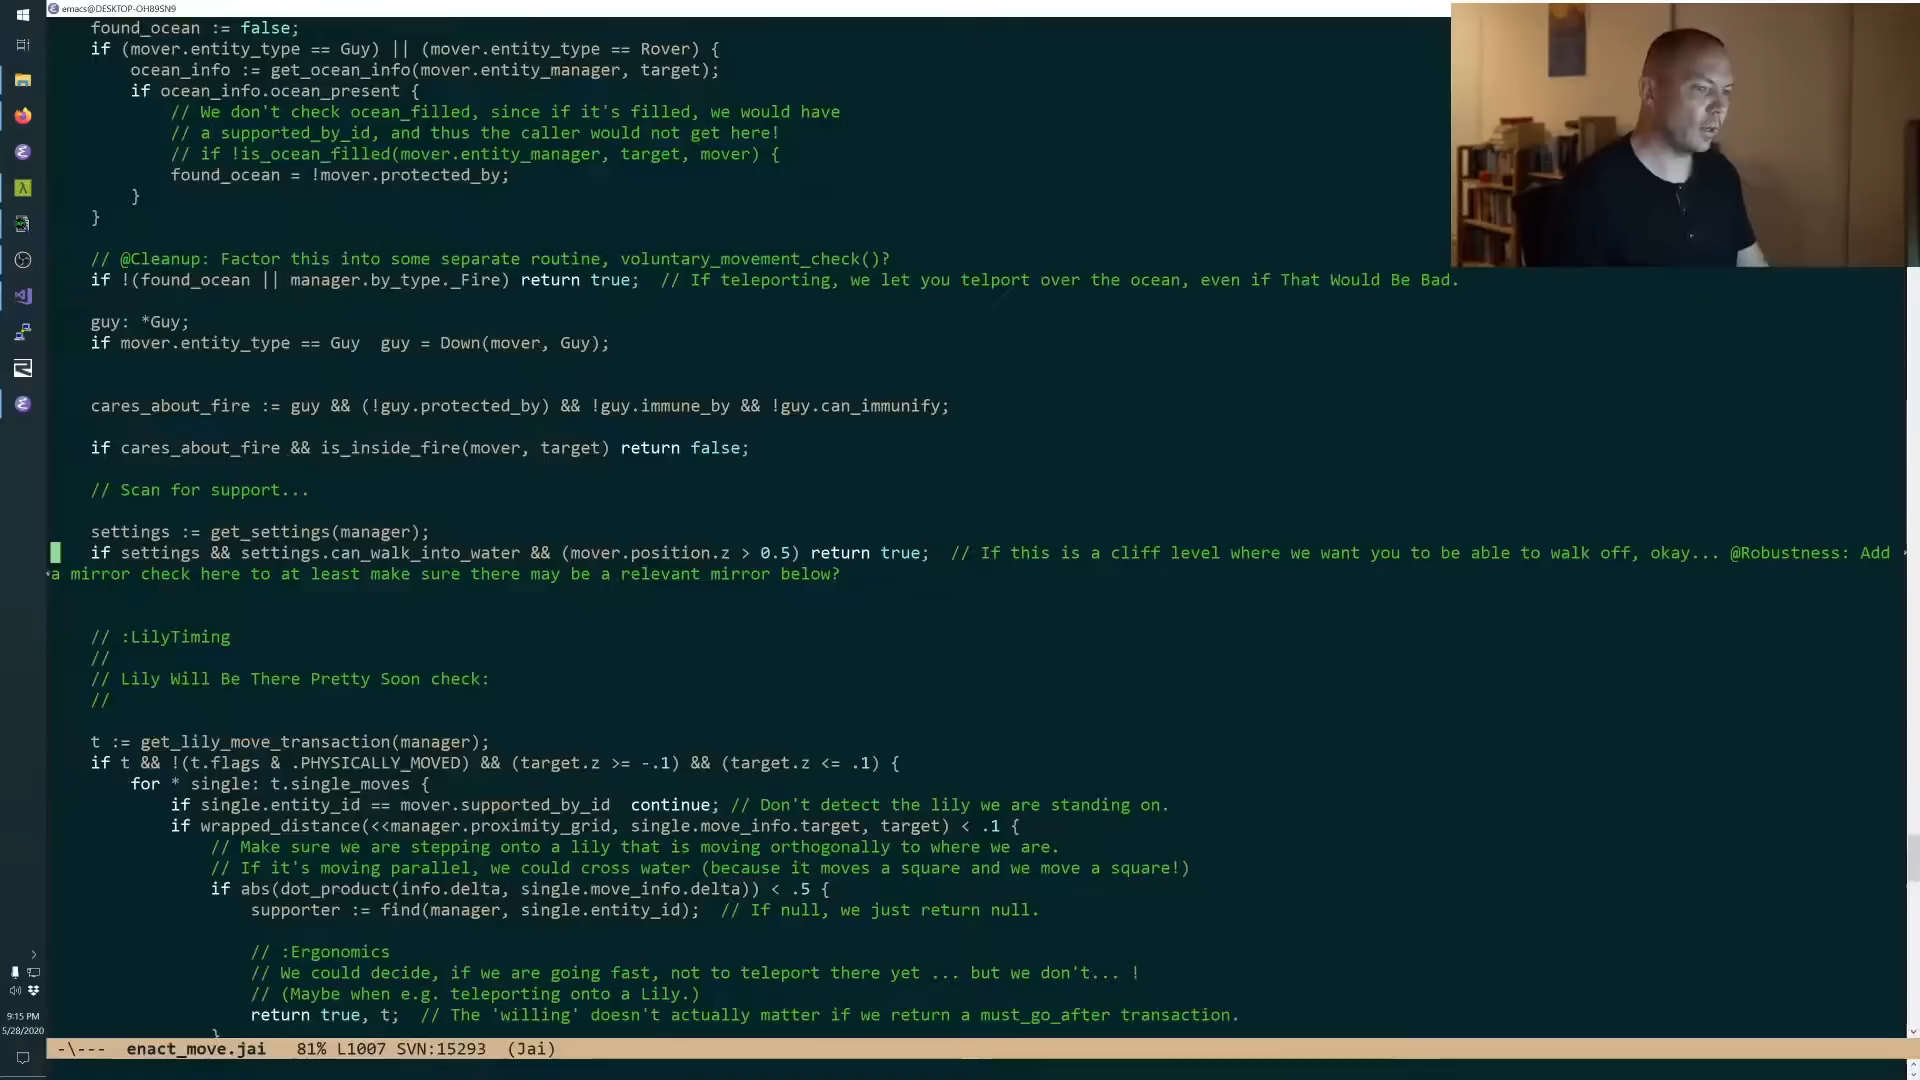 emacs@DESKTOP-OH89SN9
found_ocean := false;
if (mover.entity_type == Guy) || (mover.entity_type == Rover) {
ocean_info := get_ocean_info(mover.entity_manager, target);
if ocean_info.ocean_present {
// We don't check ocean_filled, since if it's filled, we would have
// a supported_by_id, and thus the caller would not get here!
// if !is_ocean_filled(mover.entity_manager, target, mover) {
found_ocean = !mover.protected_by;
}
}
// @Cleanup: Factor this into some separate routine, voluntary_movement_check()?
if !(found_ocean || manager.by_type._Fire) return true;  // If teleporting, we let you telport over the ocean, even if That Would Be Bad.
guy: *Guy;
if mover.entity_type == Guy  guy = Down(mover, Guy);
cares_about_fire := guy && (!guy.protected_by) && !guy.immune_by && !guy.can_immunify;
if cares_about_fire && is_inside_fire(mover, target) return false;
// Scan for support...
settings := get_settings(manager);
if settings && settings.can_walk_into_water && (mover.position.z > 0.5) return true;  // If this is a cliff level where we want you to be able to walk off, okay... @Robustness: Add
a mirror check here to at least make sure there may be a relevant mirror below?
// :LilyTiming
//
// Lily Will Be There Pretty Soon check:
//
t := get_lily_move_transaction(manager);
if t && !(t.flags & .PHYSICALLY_MOVED) && (target.z >= -.1) && (target.z <= .1) {
for * single: t.single_moves {
if single.entity_id == mover.supported_by_id  continue; // Don't detect the lily we are standing on.
if wrapped_distance(<<manager.proximity_grid, single.move_info.target, target) < .1 {
// Make sure we are stepping onto a lily that is moving orthogonally to where we are.
// If it's moving parallel, we could cross water (because it moves a square and we move a square!)
if abs(dot_product(info.delta, single.move_info.delta)) < .5 {
supporter := find(manager, single.entity_id);  // If null, we just return null.
// :Ergonomics
// We could decide, if we are going fast, not to teleport there yet ... but we don't... !
// (Maybe when e.g. teleporting onto a Lily.)
return true, t;  // The 'willing' doesn't actually matter if we return a must_go_after transaction.
}
-\---  enact_move.jai   81% L1007 SVN:15293  (Jai)
9:15 PM
5/28/2020